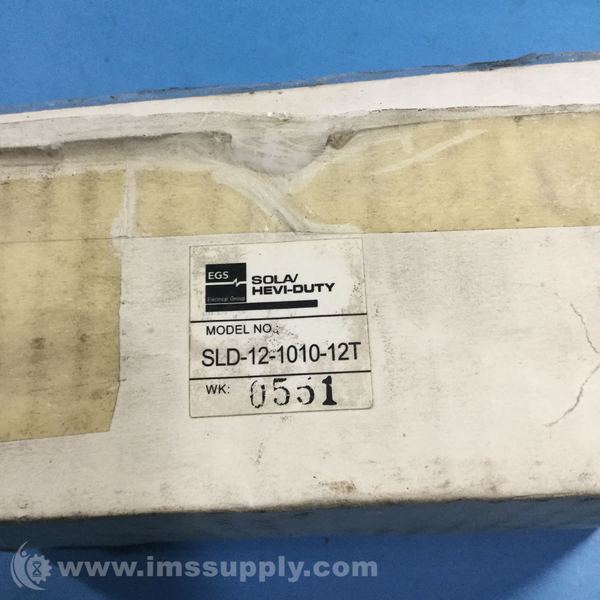 EGS
Electrical Group
SOLA/
HEVI-DUTY
MODEL NO.:
SLD-12-1010-12T
WK: 0551
www.imssupply.com